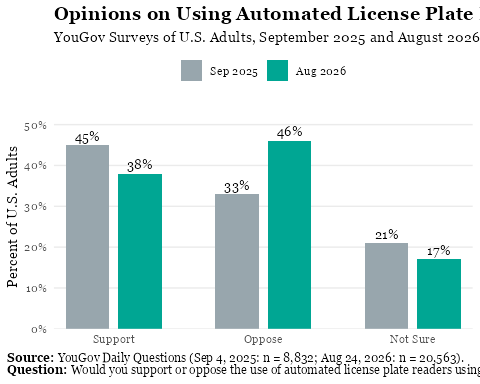 Opinions on Using Automated License Plate
YouGov Surveys of U.S. Adults, September 2025 and August 2026
Sep 2025 Aug 2026
Percent of U.S. Adults
50%
40%
30%
20%
10%
0%
45%
38%
33%
46%
21%
17%
Support Oppose Not Sure
Source: YouGov Daily Questions (Sep 4, 2025: n = 8,832; Aug 24, 2026: n = 20,563).
Question: Would you support or oppose the use of automated license plate readers using